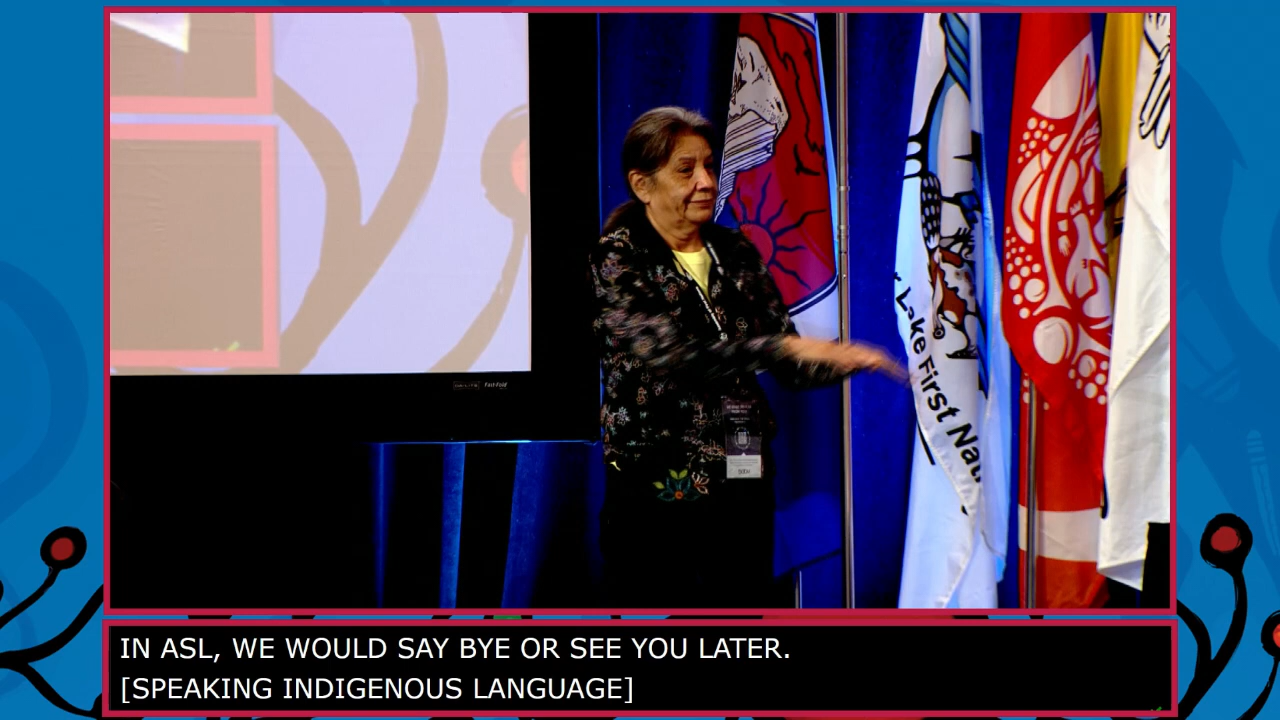 Lake First Nat
IN ASL, WE WOULD SAY BYE OR SEE YOU LATER.
[SPEAKING INDIGENOUS LANGUAGE]